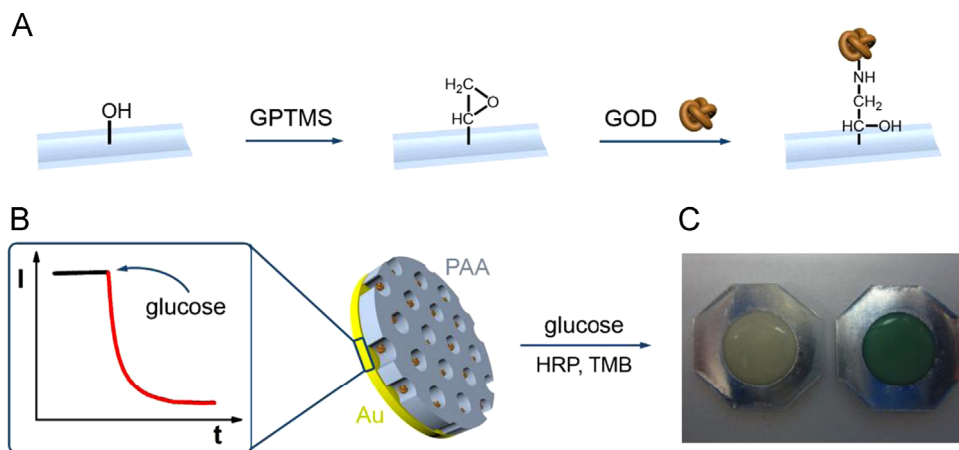 A
OH
GPTMS
H2C
O
HC
GOD
NH
CH2
HC—OH
B
I
glucose
t
PAA
Au
glucose
HRP, TMB
C